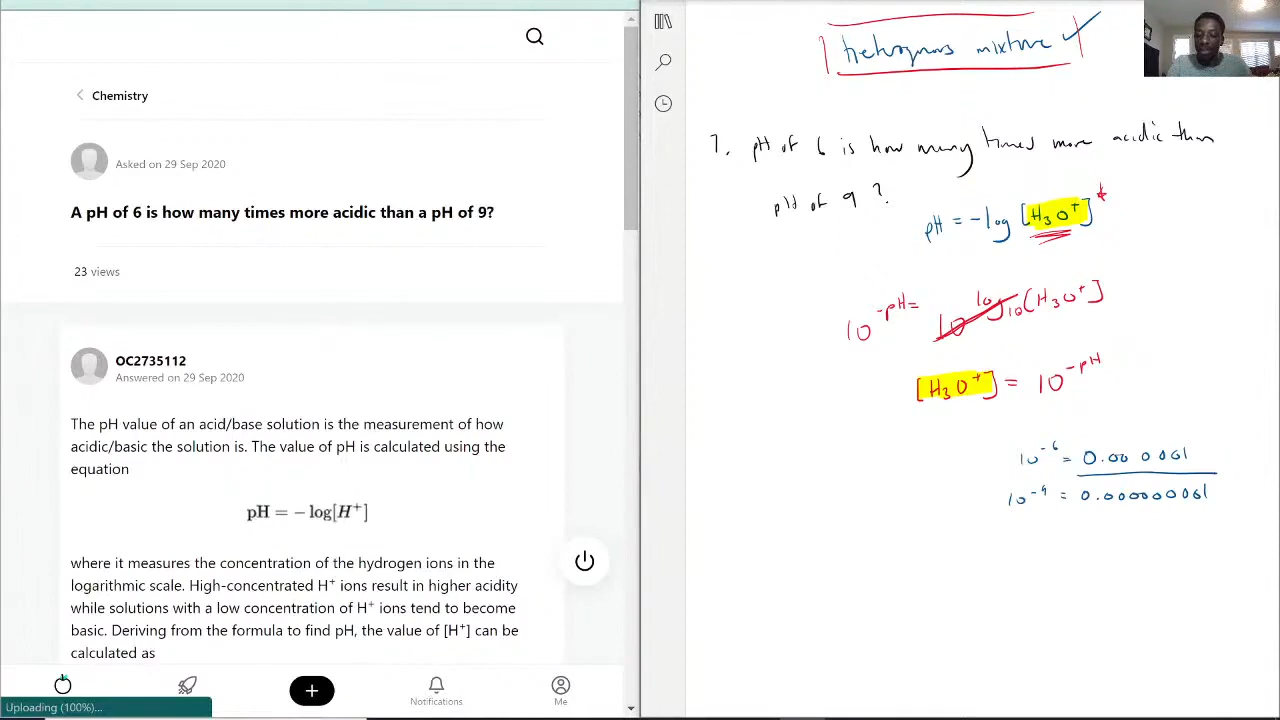 Chemistry
Asked on 29 Sep 2020
A pH of 6 is how many times more acidic than a pH of 9?
23 views
OC2735112
Answered on 29 Sep 2020
The pH value of an acid/base solution is the measurement of how
acidic/basic the solution is. The value of pH is calculated using the
equation
pH = − log[H⁺]
where it measures the concentration of the hydrogen ions in the
logarithmic scale. High-concentrated H⁺ ions result in higher acidity
while solutions with a low concentration of H⁺ ions tend to become
basic. Deriving from the formula to find pH, the value of [H⁺] can be
calculated as
Notifications
Me
Uploading (100%)...
mixture ✓
7. pH of 6 is how many times more acidic than
pH of 9?
pH = -log [H₃O⁺]
10^-pH = 10^log₁₀(H₃O⁺]
[H₃O⁺] = 10^-pH
10^-6 = 0.000001
10^-9 = 0.000000001